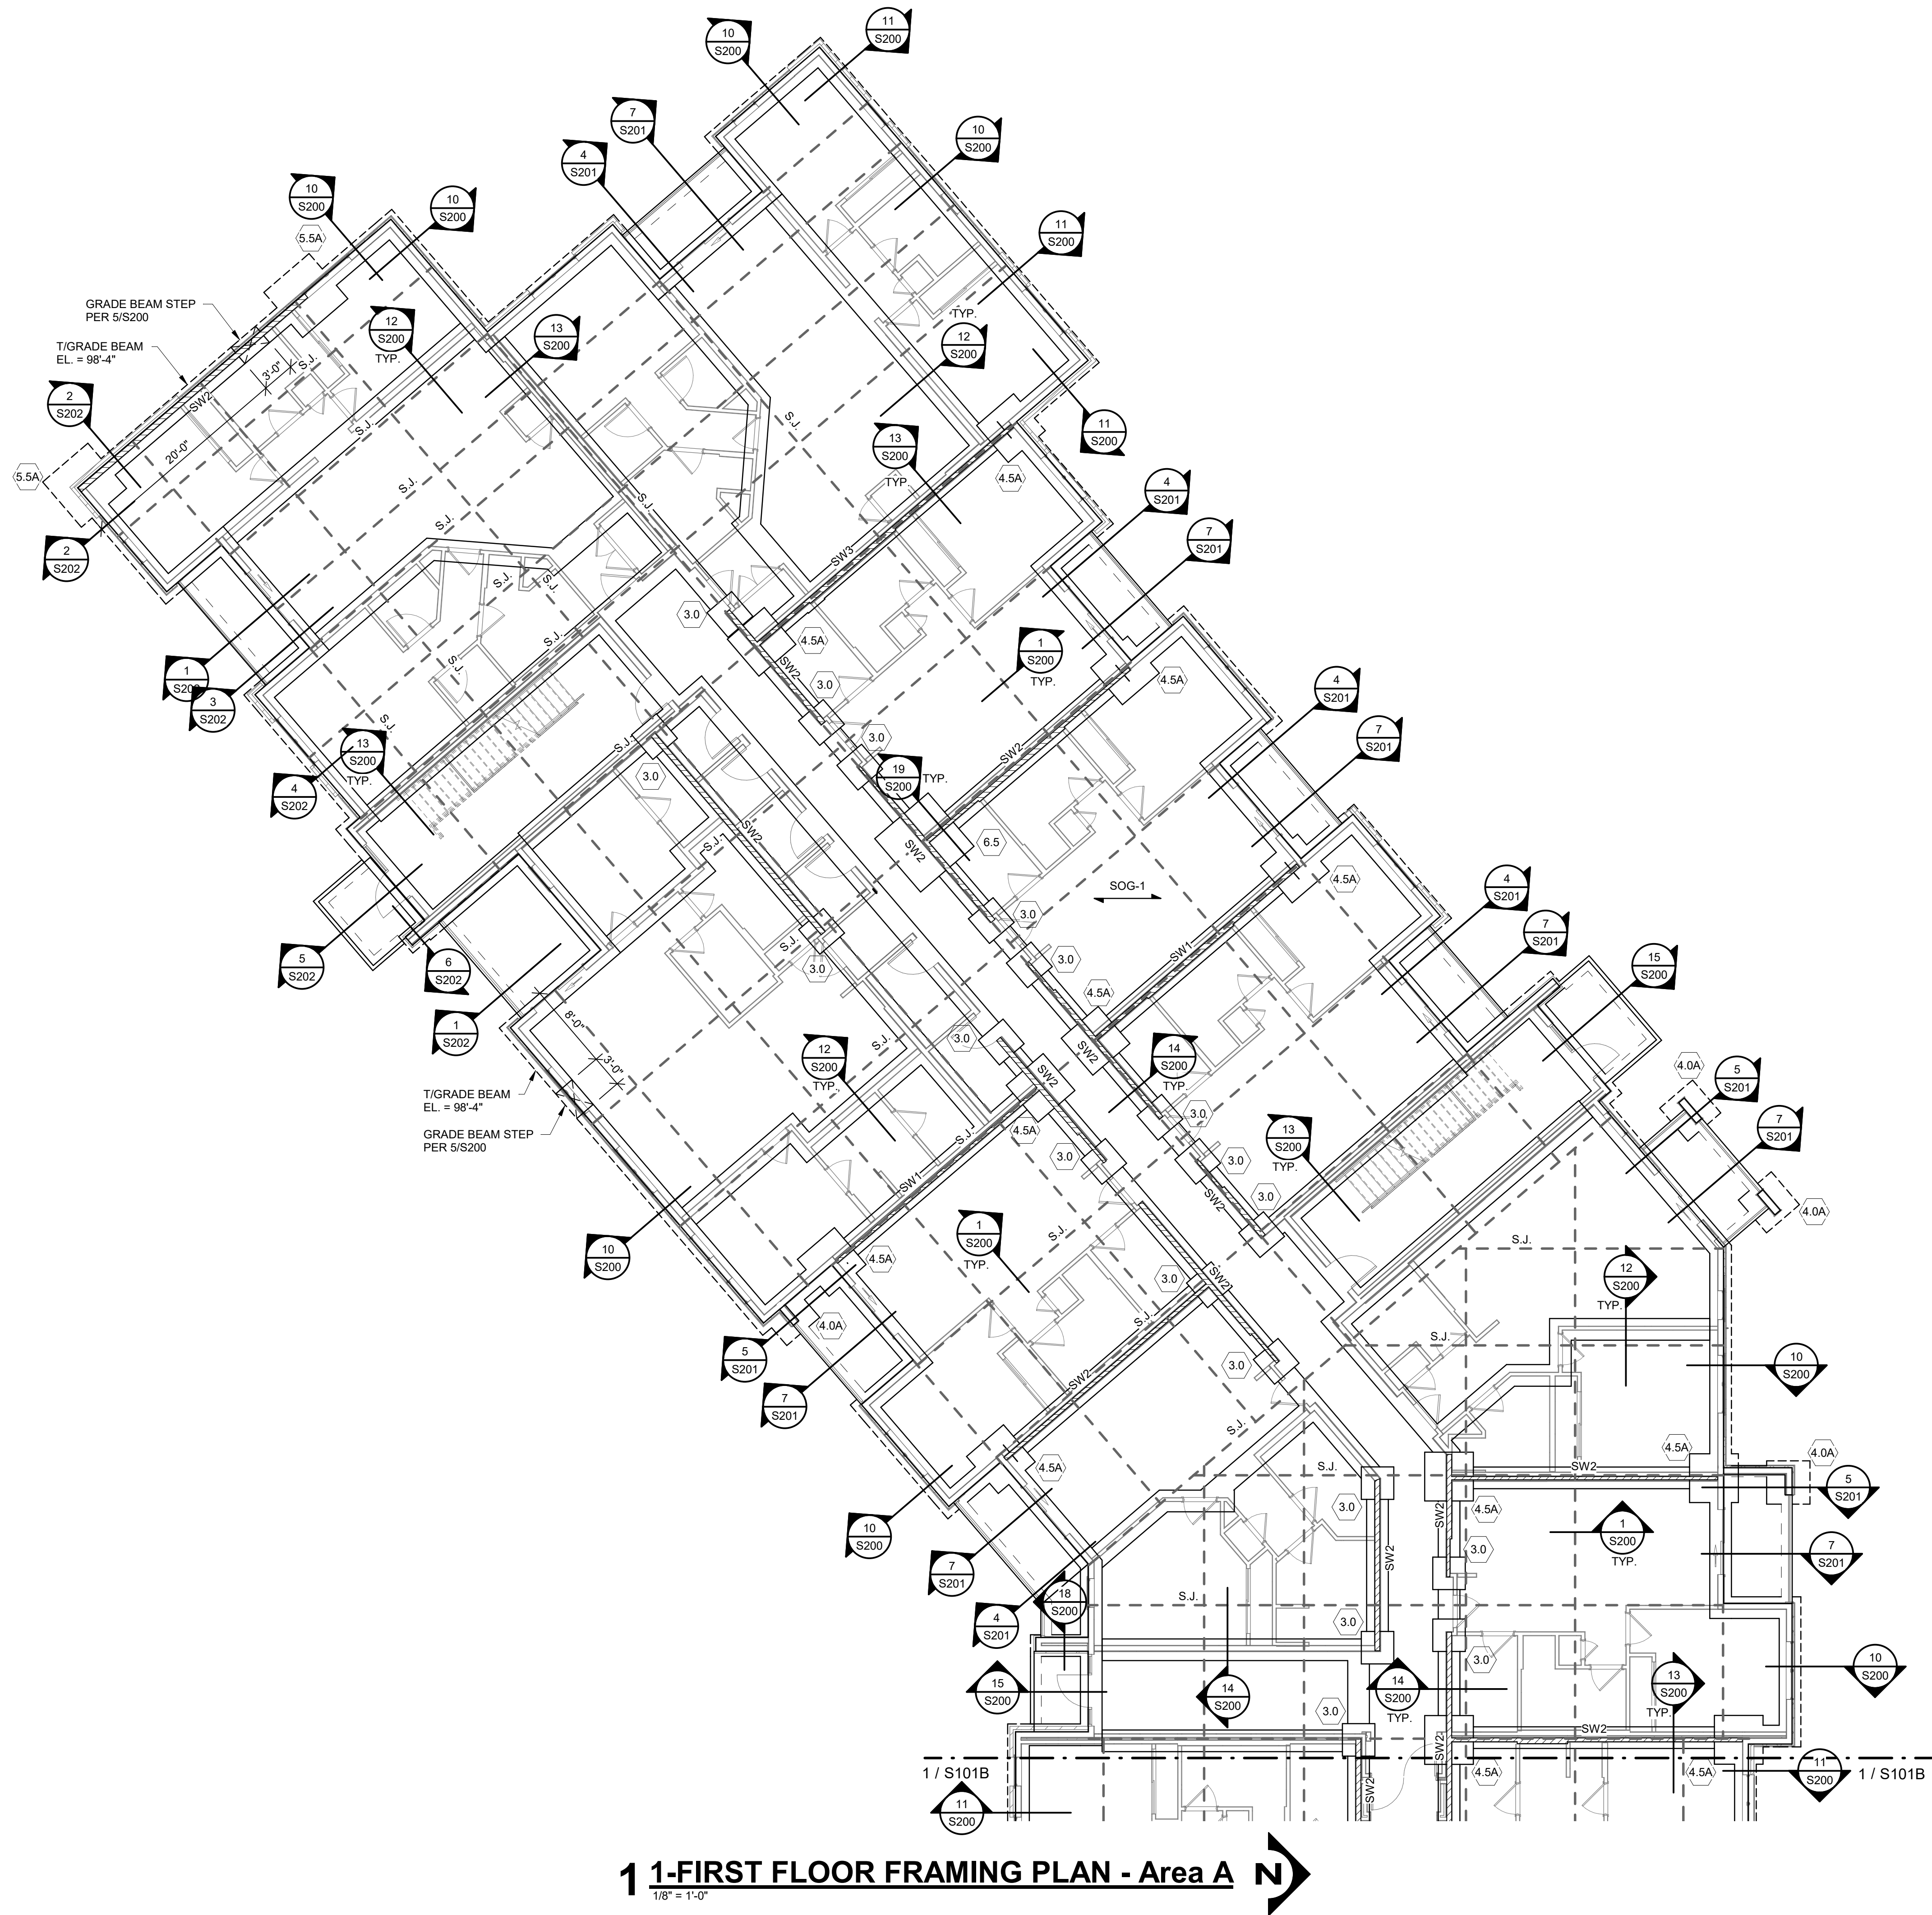 10
S200
11
S200
7
S201
4
S201
10
S200
10
S200
10
S200
5.5A
11
S200
GRADE BEAM STEP
PER 5/S200
12
S200
TYP.
13
S200
TYP.
12
S200
T/GRADE BEAM
EL. = 98'-4"
3'-0"
S.J.
2
S202
SW2
20'-0"
S.J.
S.J.
11
S200
13
S200
TYP.
5.5A
4.5A
S.J.
S.J.
S.J.
4
S201
7
S201
2
S202
SW3
S.J.
S.J.
3.0
4.5A
S.J.
1
S200
TYP.
S.J.
SW2
3.0
4.5A
1
3
S202
4
S201
7
S201
S.J.
13
S200
TYP.
S.J.
3.0
SW2
3.0
19
S200
TYP.
4
S202
SW2
S.J.
SW2
6.5
4.5A
SOG-1
4
S201
7
S201
3.0
SW1
15
S200
5
S202
6
S202
S.J.
3.0
3.0
4.5A
8'-0"
1
S202
3.0
S.J.
12
S200
TYP.
3'-0"
SW2
SW2
14
S200
TYP.
4.0A
5
S201
T/GRADE BEAM
EL. = 98'-4"
GRADE BEAM STEP
PER 5/S200
4.5A
S.J.
3.0
3.0
13
S200
TYP.
7
S201
SW1
3.0
3.0
SW2
4.0A
10
S200
4.5A
1
S200
TYP.
S.J.
S.J.
3.0
SW2
12
S200
TYP.
4.0A
S.J.
S.J.
5
S201
7
S201
SW2
3.0
10
S200
S.J.
4.5A
S.J.
SW2
4.5A
4.0A
5
S201
10
S200
3.0
SW2
SW2
4.5A
3.0
1
S200
TYP.
7
S201
7
S201
18
S200
S.J.
4
S201
3.0
3.0
10
S200
15
S200
14
S200
14
S200
TYP.
13
S200
TYP.
3.0
SW2
SW2
1 / S101B
SW2
4.5A
4.5A
11
S200
1 / S101B
11
S200
1 1-FIRST FLOOR FRAMING PLAN - Area A
N
1/8" = 1'-0"